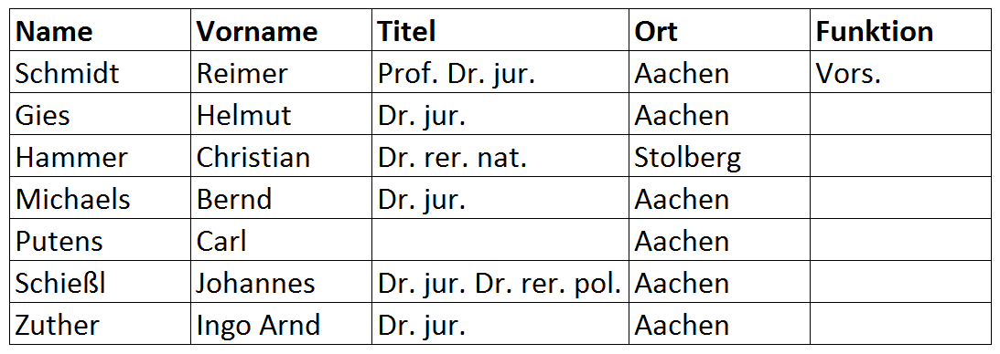 Name Vorname Titel Ort Funktion
Schmidt Reimer Prof. Dr. jur. Aachen Vors.
Gies Helmut Dr. jur. Aachen
Hammer Christian Dr. rer. nat. Stolberg
Michaels Bernd Dr. jur. Aachen
Putens Carl Aachen
Schießl Johannes Dr. jur. Dr. rer. pol. Aachen
Zuther Ingo Arnd Dr. jur. Aachen